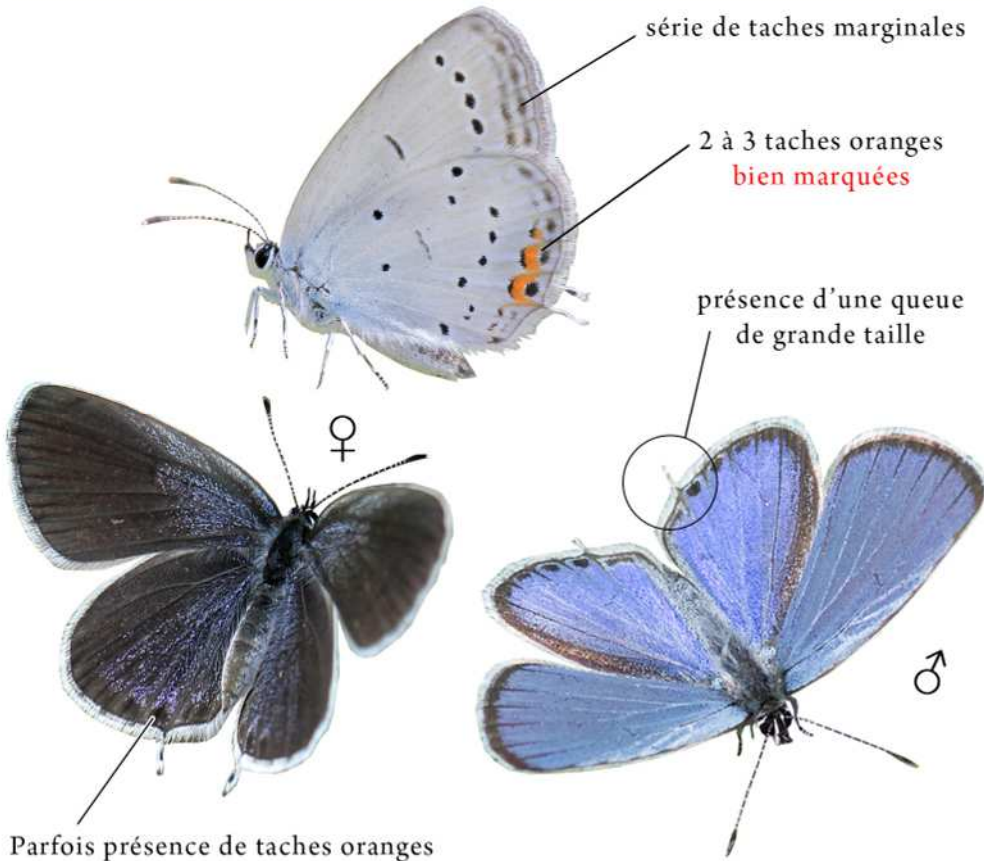 série de taches marginales
2 à 3 taches oranges
bien marquées
présence d'une queue
de grande taille
♀
♂
Parfois présence de taches oranges